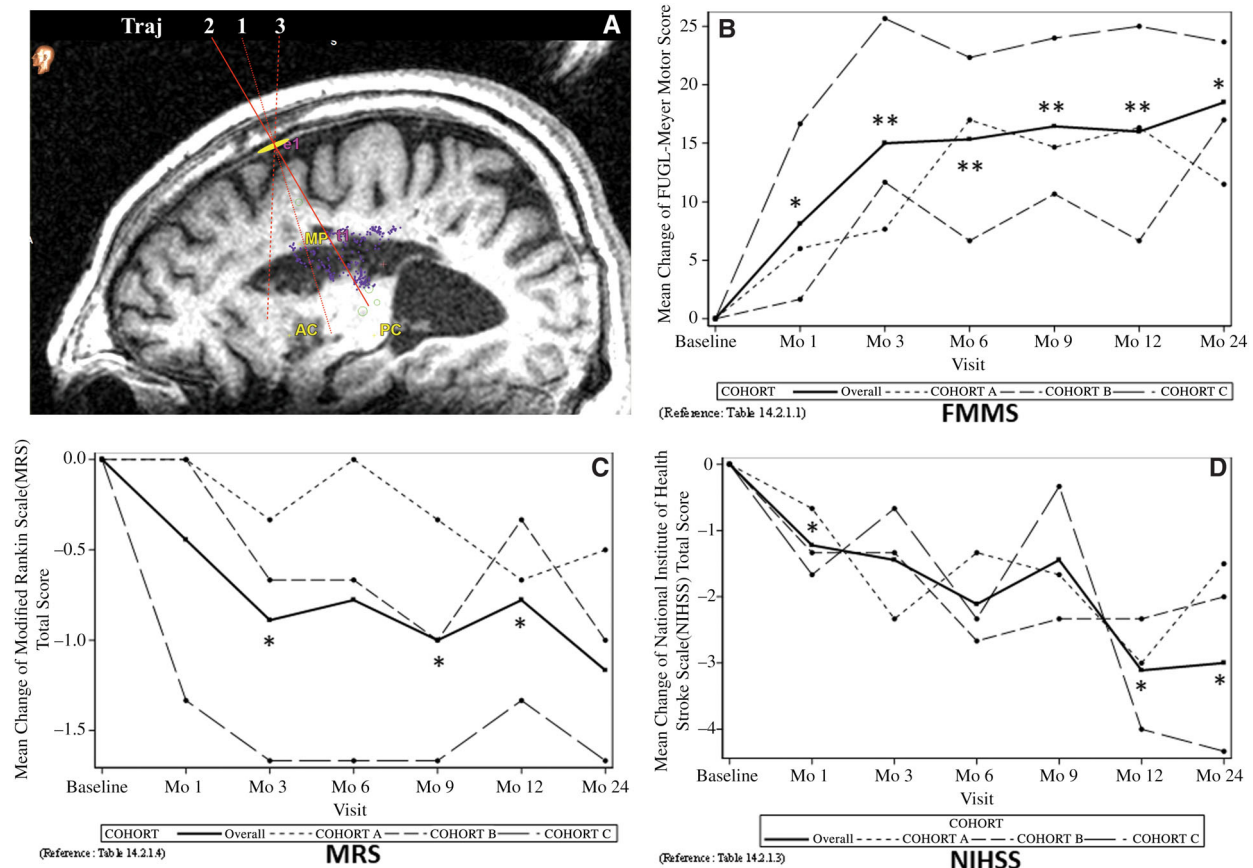 Traj 2 1 3 A
e1
MP f1
AC PC
B
Mean Change of FUGL-Meyer Motor Score
25
20
15
10
5
0
* ** ** ** ** *
Baseline Mo 1 Mo 3 Mo 6 Mo 9 Mo 12 Mo 24
Visit
COHORT Overall COHORT A COHORT B COHORT C
(Reference: Table 14.2.1.1)
FMMS
C
Mean Change of Modified Rankin Scale(MRS)
Total Score
0.0
−0.5
−1.0
−1.5
* * *
Baseline Mo 1 Mo 3 Mo 6 Mo 9 Mo 12 Mo 24
Visit
COHORT Overall COHORT A COHORT B COHORT C
(Reference: Table 14.2.1.4)
MRS
D
Mean Change of National Institute of Health
Stroke Scale(NIHSS) Total Score
0
−1
−2
−3
−4
* * *
Baseline Mo 1 Mo 3 Mo 6 Mo 9 Mo 12 Mo 24
Visit
COHORT
Overall COHORT A COHORT B COHORT C
(Reference: Table 14.2.1.3)
NIHSS